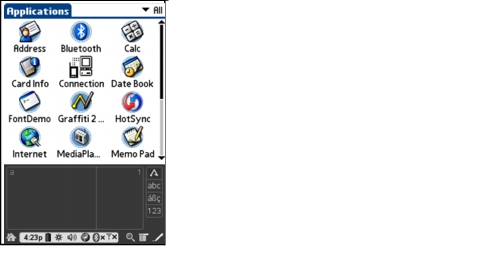 Applications All
Address Bluetooth Calc
Card Info Connection Date Book
FontDemo Graffiti 2 ... HotSync
Internet MediaPla... Memo Pad
a 1
A
abc
áßç
123
4:23p